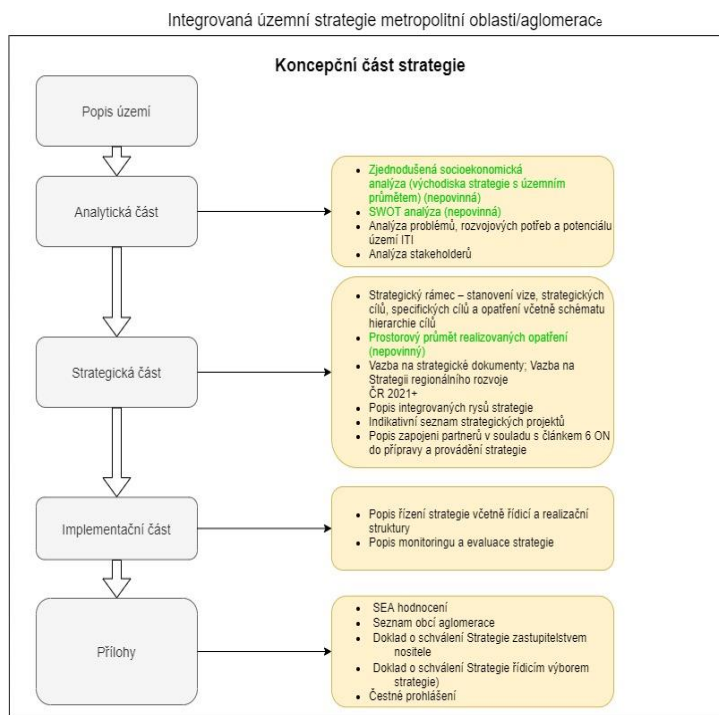 Integrovaná územní strategie metropolitní oblasti/aglomerace
Koncepční část strategie
Popis území
Analytická část
• Zjednodušená socioekonomická
analýza (východiska strategie s územním
průmětem) (nepovinná)
• SWOT analýza (nepovinná)
• Analýza problémů, rozvojových potřeb a potenciálu
území ITI
• Analýza stakeholderů
Strategická část
• Strategický rámec – stanovení vize, strategických
cílů, specifických cílů a opatření včetně schématu
hierarchie cílů
• Prostorový průmět realizovaných opatření
(nepovinný)
• Vazba na strategické dokumenty; Vazba na
Strategii regionálního rozvoje
ČR 2021+
• Popis integrovaných rysů strategie
• Indikativní seznam strategických projektů
• Popis zapojeni partnerů v souladu s článkem 6 ON
do přípravy a provádění strategie
Implementační část
• Popis řízení strategie včetně řídicí a realizační
struktury
• Popis monitoringu a evaluace strategie
Přílohy
• SEA hodnocení
• Seznam obcí aglomerace
• Doklad o schválení Strategie zastupitelstvem
nositele
• Doklad o schválení Strategie řídicím výborem
strategie)
• Čestné prohlášení